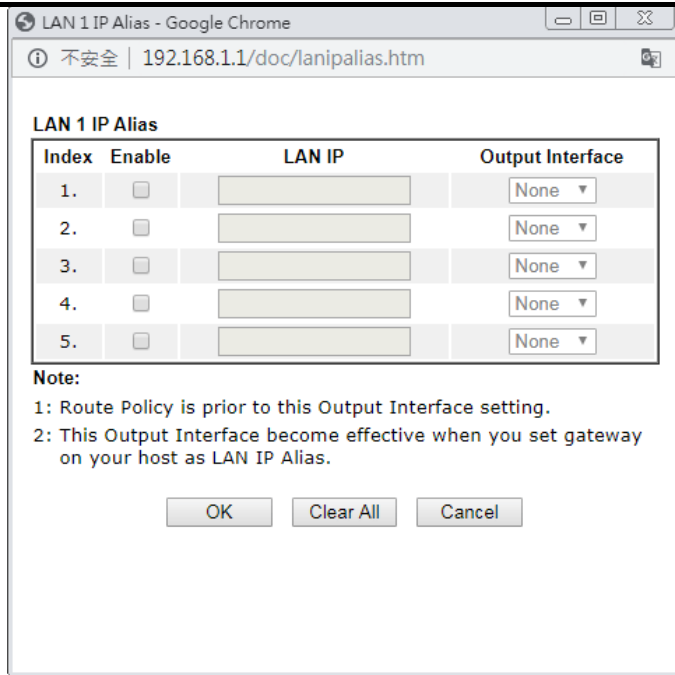 LAN 1 IP Alias - Google Chrome
不安全 | 192.168.1.1/doc/lanipalias.htm
LAN 1 IP Alias
Index Enable LAN IP Output Interface
1. None
2. None
3. None
4. None
5. None
Note:
1: Route Policy is prior to this Output Interface setting.
2: This Output Interface become effective when you set gateway
on your host as LAN IP Alias.
OK Clear All Cancel